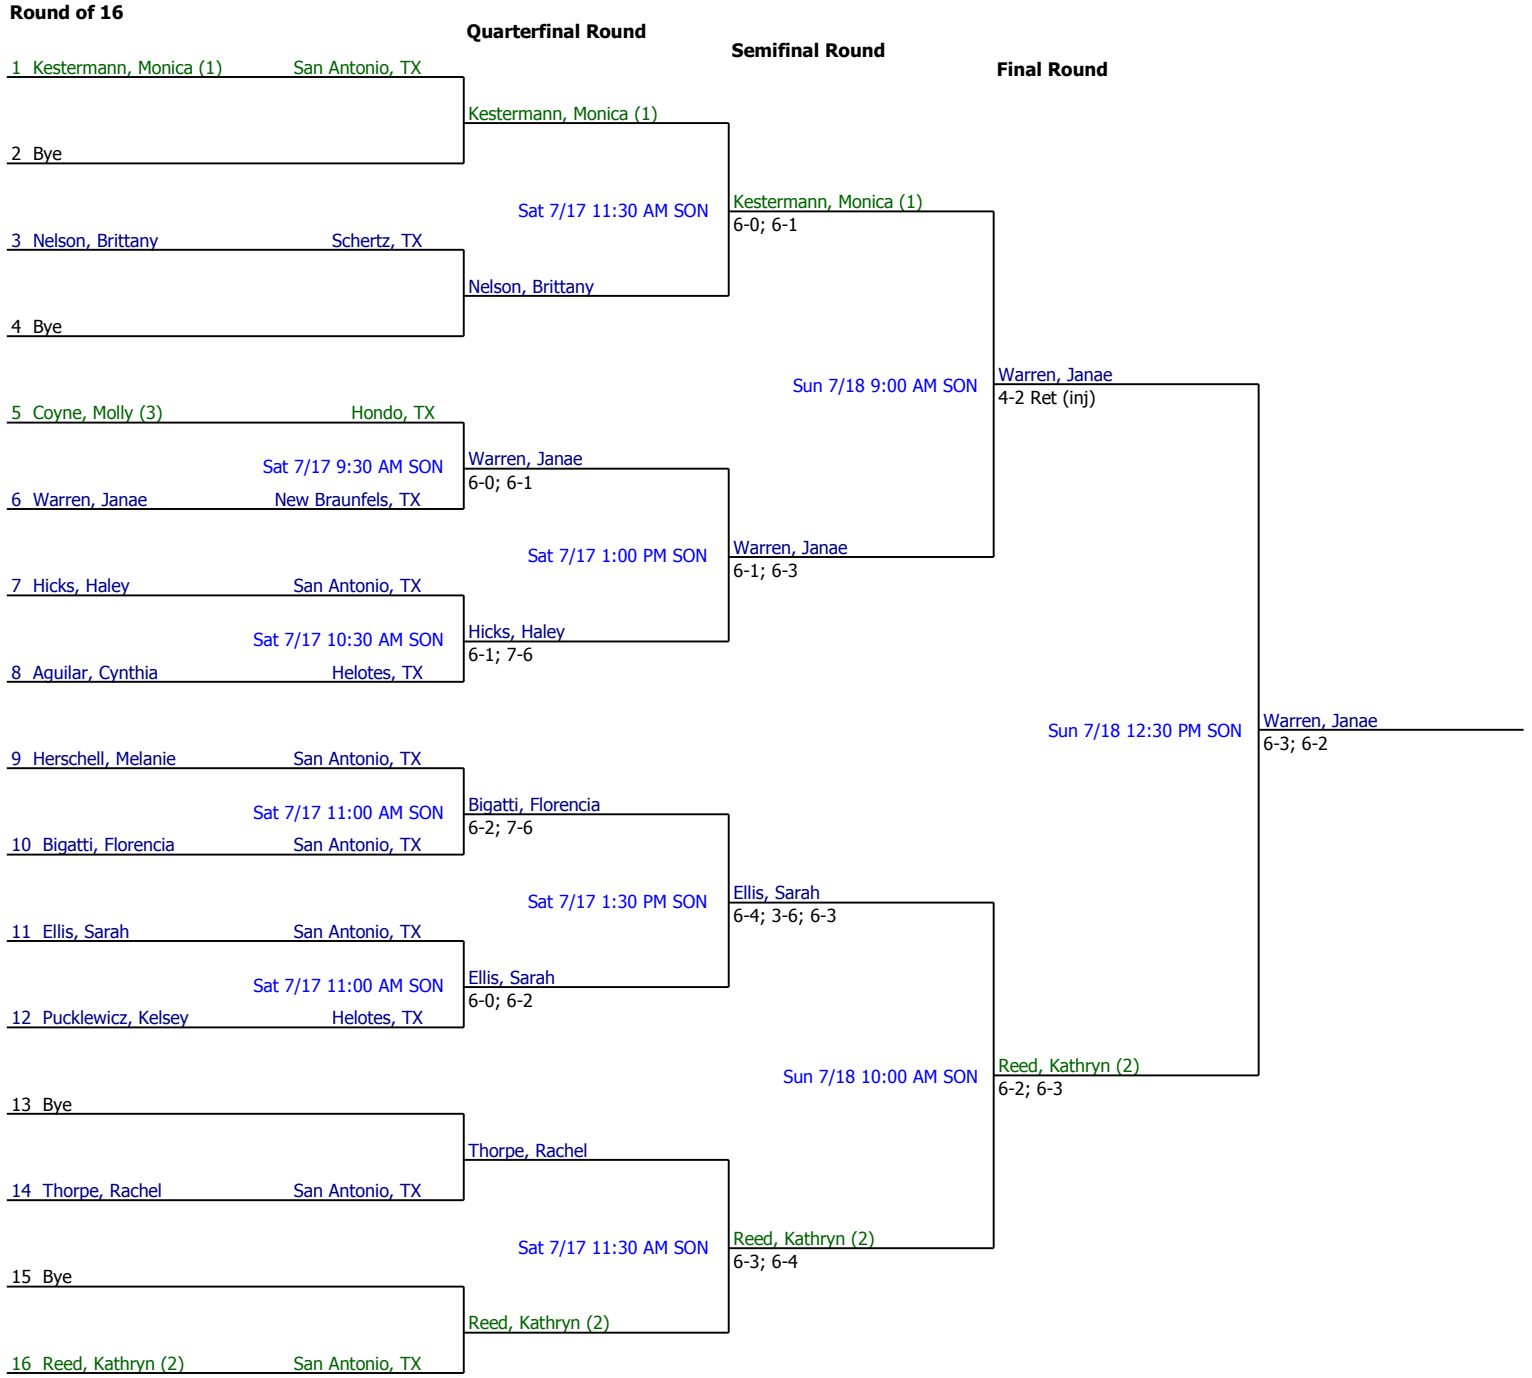 Round of 16
Quarterfinal Round
Semifinal Round
Final Round
1 Kestermann, Monica (1) San Antonio, TX
Kestermann, Monica (1)
2 Bye
Sat 7/17 11:30 AM SON
Kestermann, Monica (1)
6-0; 6-1
3 Nelson, Brittany Schertz, TX
Nelson, Brittany
4 Bye
Sun 7/18 9:00 AM SON
Warren, Janae
4-2 Ret (inj)
5 Coyne, Molly (3) Hondo, TX
Sat 7/17 9:30 AM SON
Warren, Janae
6-0; 6-1
6 Warren, Janae New Braunfels, TX
Sat 7/17 1:00 PM SON
Warren, Janae
6-1; 6-3
7 Hicks, Haley San Antonio, TX
Sat 7/17 10:30 AM SON
Hicks, Haley
6-1; 7-6
8 Aguilar, Cynthia Helotes, TX
Sun 7/18 12:30 PM SON
Warren, Janae
6-3; 6-2
9 Herschell, Melanie San Antonio, TX
Sat 7/17 11:00 AM SON
Bigatti, Florencia
6-2; 7-6
10 Bigatti, Florencia San Antonio, TX
Sat 7/17 1:30 PM SON
Ellis, Sarah
6-4; 3-6; 6-3
11 Ellis, Sarah San Antonio, TX
Sat 7/17 11:00 AM SON
Ellis, Sarah
6-0; 6-2
12 Pucklewicz, Kelsey Helotes, TX
Sun 7/18 10:00 AM SON
Reed, Kathryn (2)
6-2; 6-3
13 Bye
Thorpe, Rachel
14 Thorpe, Rachel San Antonio, TX
Sat 7/17 11:30 AM SON
Reed, Kathryn (2)
6-3; 6-4
15 Bye
Reed, Kathryn (2)
16 Reed, Kathryn (2) San Antonio, TX